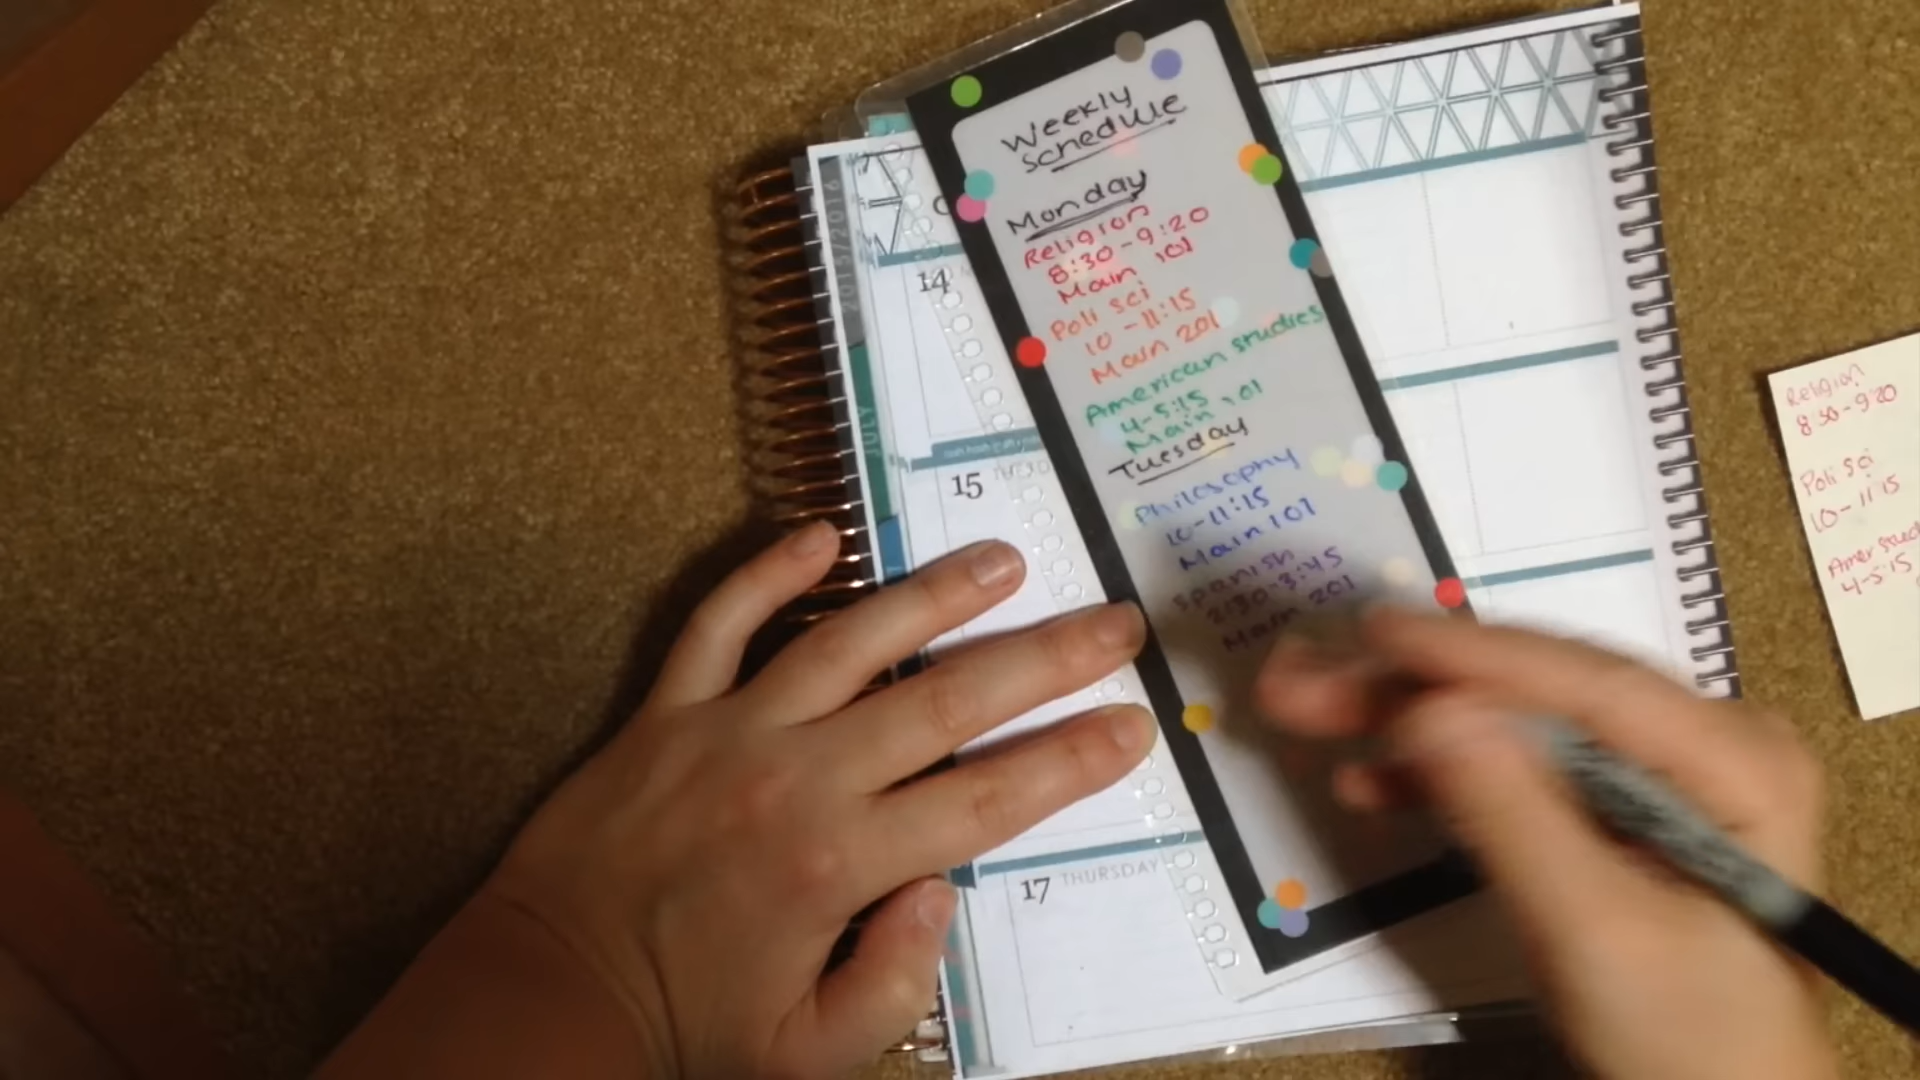 Weekly
schedule
Monday
Religion
8:30-9:20
Main 101
Poli sci
10-11:15
Main 201
American studies
4-5:15
Main 101
Tuesday
Philosophy
10-11:15
Main 101
Spanish
2:30-3:45
Main 201
2015/2016
JULY
14
15
17 THURSDAY
Religion
8:30-9:20
Poli sci
10-11:15
Amer
4-5:15